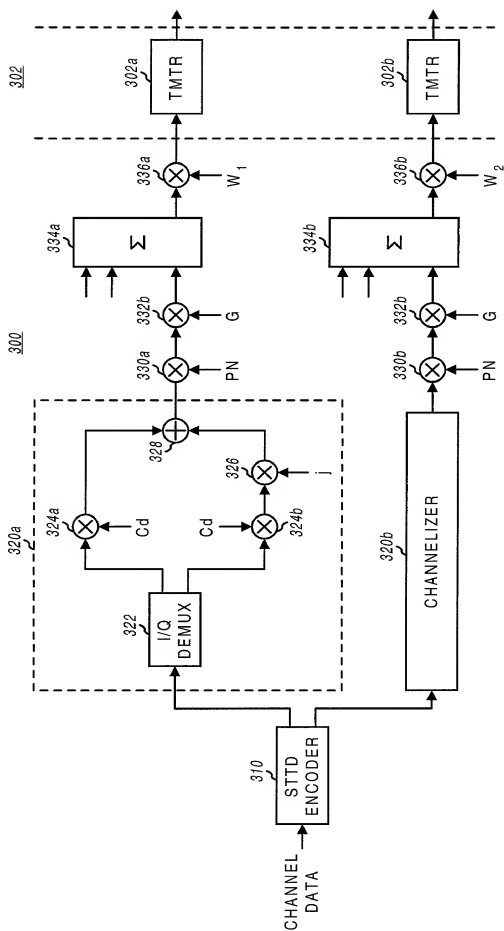 300
302
CHANNEL
DATA
310
STTD
ENCODER
320a
322
I/Q
DEMUX
324a
Cd
Cd
324b
326
j
328
330a
PN
332b
G
334a
Σ
336a
W1
302a
TMTR
320b
CHANNELIZER
330b
PN
332b
G
334b
Σ
336b
W2
302b
TMTR